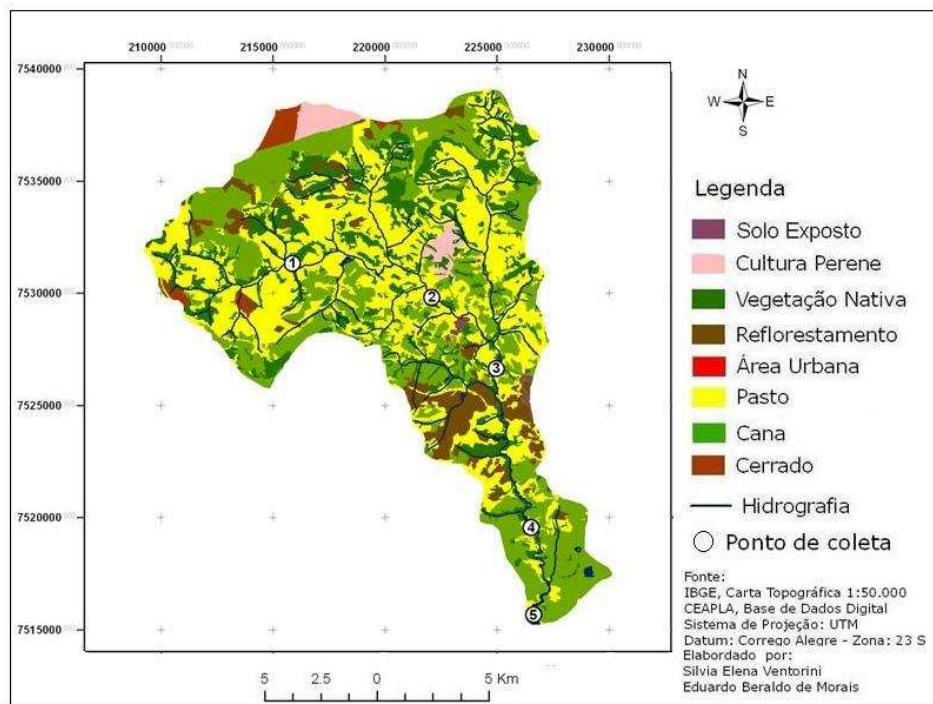 210000 215000 220000 225000 230000
7540000
7535000
7530000
7525000
7520000
7515000
1
2
3
4
5
5 2.5 0 5 Km
N
W E
S
Legenda
Solo Exposto
Cultura Perene
Vegetação Nativa
Reflorestamento
Área Urbana
Pasto
Cana
Cerrado
Hidrografia
Ponto de coleta
Fonte:
IBGE, Carta Topográfica 1:50.000
CEAPLA, Base de Dados Digital
Sistema de Projeção: UTM
Datum: Corrego Alegre - Zona: 23 S
Elaborado por:
Silvia Elena Ventorini
Eduardo Beraldo de Morais